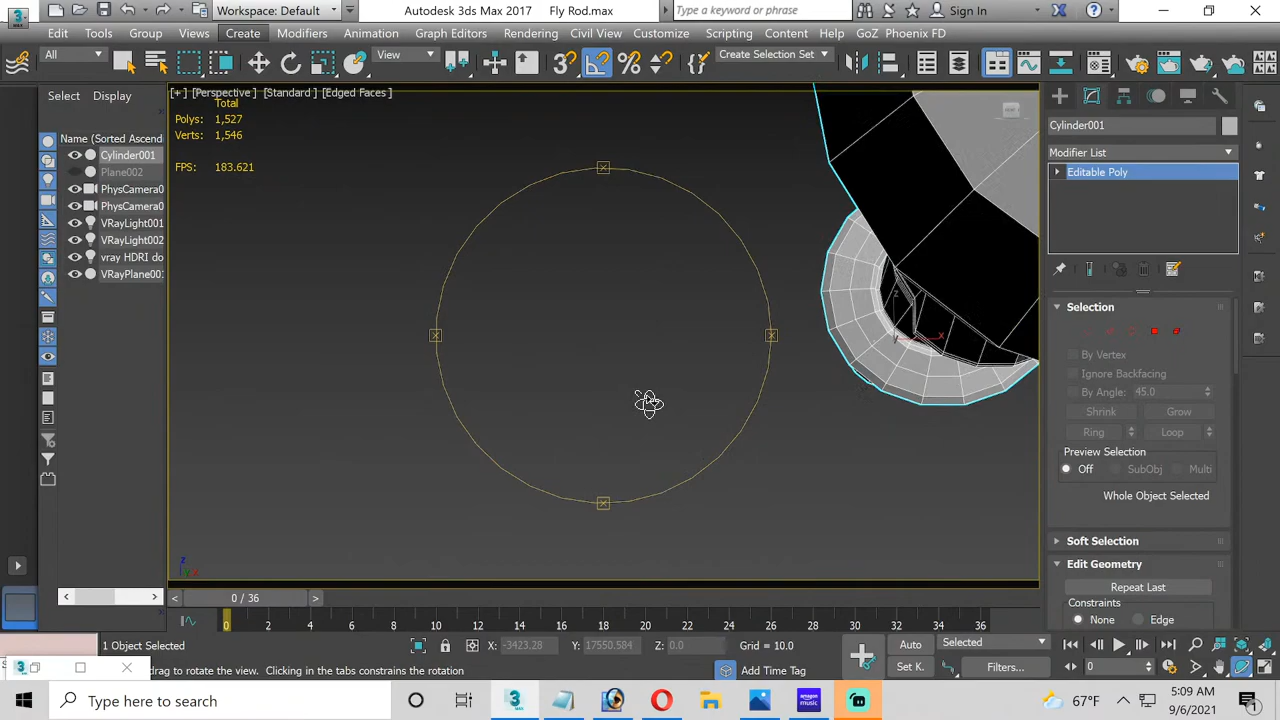 Workspace: Default
Autodesk 3ds Max 2017    Fly Rod.max
Type a keyword or phrase
Sign In
Edit Tools Group Views Create Modifiers Animation Graph Editors Rendering Civil View Customize Scripting Content Help GoZ Phoenix FD
All
View
Create Selection Set
Select Display
[+] [Perspective] [Standard] [Edged Faces]
Total
Polys: 1,527
Verts: 1,546
FPS: 183.621
Name (Sorted Ascend
Cylinder001
Plane002
PhysCamera0
PhysCamera0
VRayLight001
VRayLight002
vray HDRI do
VRayPlane001
Cylinder001
Modifier List
Editable Poly
Selection
By Vertex
Ignore Backfacing
By Angle: 45.0
Shrink Grow
Ring Loop
Preview Selection
Off SubObj Multi
Whole Object Selected
Soft Selection
Edit Geometry
Repeat Last
Constraints
None Edge
z
x
z
0 / 36
0 2 4 6 8 10 12 14 16 18 20 22 24 26 28 30 32 34 36
1 Object Selected
X: -3423.28 Y: 17550.584 Z: 0.0 Grid = 10.0
Auto Selected
Set K. Filters...
0
drag to rotate the view. Clicking in the tabs constrains the rotation
Add Time Tag
Type here to search
amazon music
67°F
5:09 AM
9/6/2021